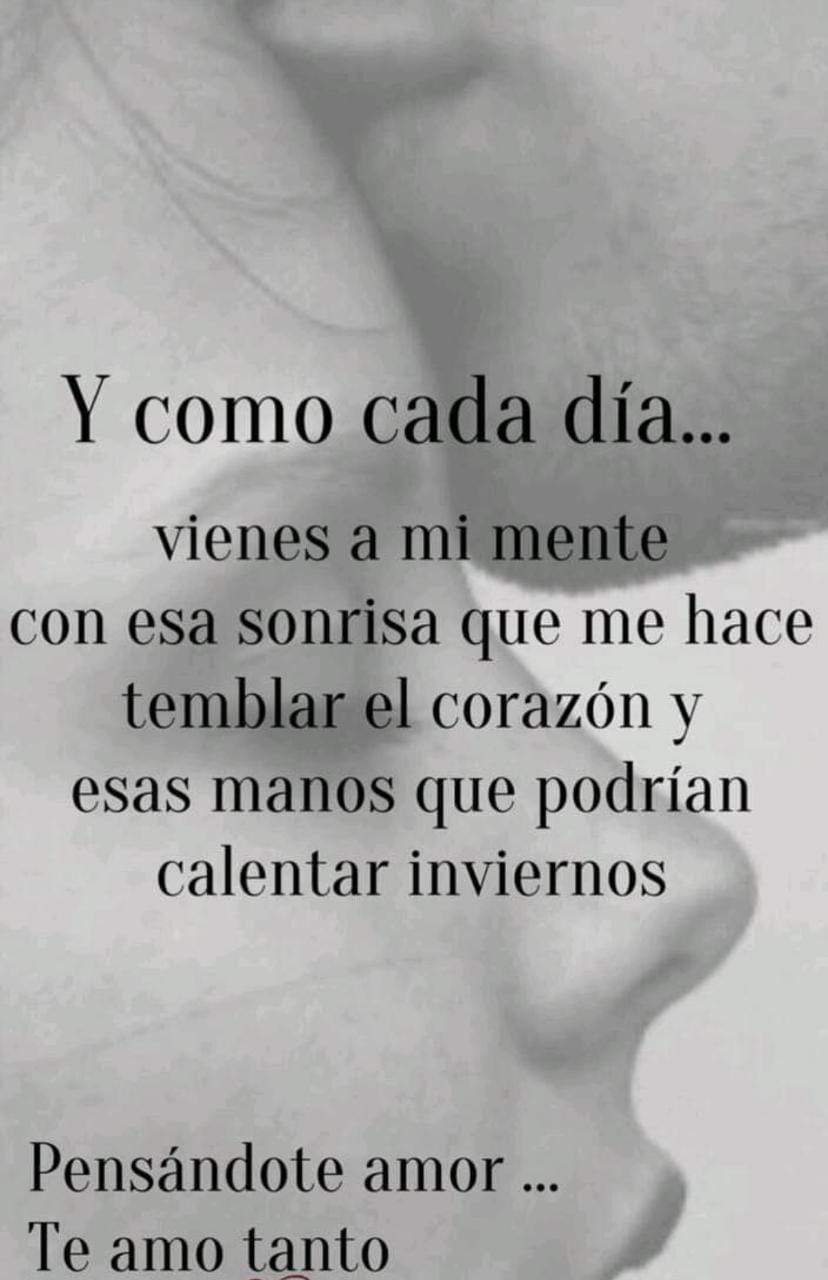 Y como cada día...
vienes a mi mente
con esa sonrisa que me hace
temblar el corazón y
esas manos que podrían
calentar inviernos
Pensándote amor ...
Te amo tanto